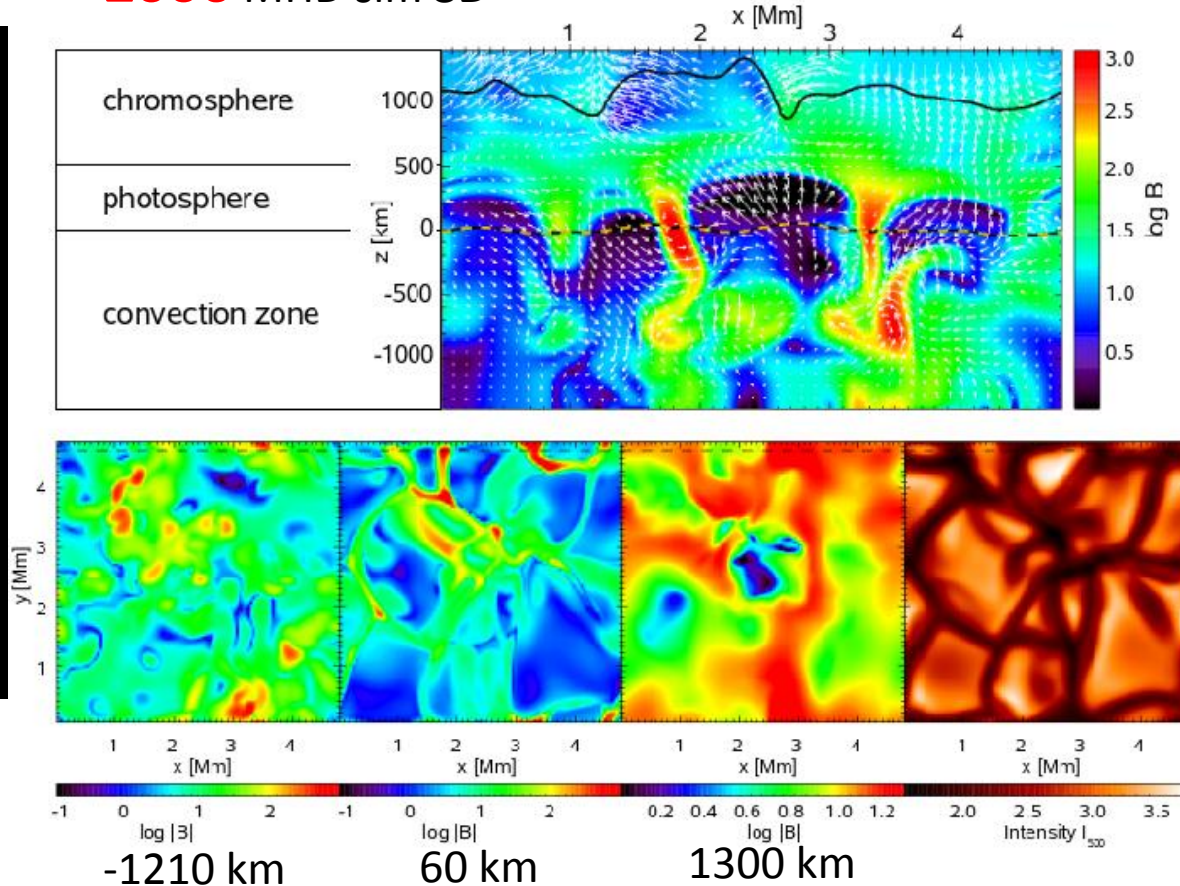 MHD sim 3D
x [Mm]
1 2 3 4
chromosphere
photosphere
convection zone
z [km]
1000
500
0
-500
-1000
3.0
2.5
2.0
1.5
1.0
0.5
log B
y [Mm]
4
3
2
1
1 2 3 4
x [Mm]
1 2 3 4
x [Mm]
1 2 3 4
x [Mm]
1 2 3 4
x [Mm]
-1 0 1 2
log |B|
-1210 km
-1 0 1 2
log |B|
60 km
0.2 0.4 0.6 0.8 1.0 1.2
log |B|
1300 km
2.0 2.5 3.0 3.5
Intensity I